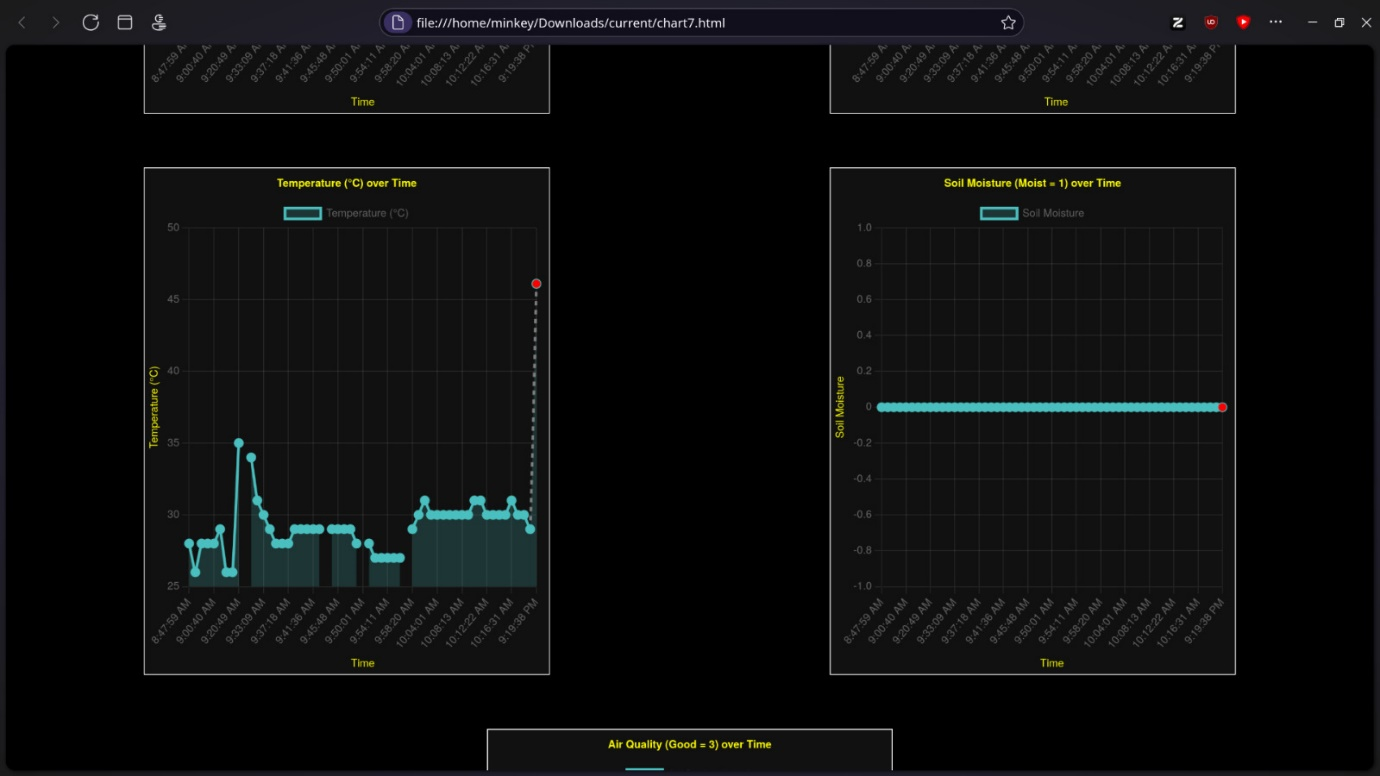 file:///home/minkey/Downloads/current/chart7.html
Time
Time
Temperature (°C) over Time
Temperature (°C)
50
45
40
35
30
25
Temperature (°C)
8:47:59 AM
9:00:40 AM
9:20:49 AM
9:33:09 AM
9:37:18 AM
9:41:36 AM
9:45:48 AM
9:50:01 AM
9:54:11 AM
9:58:20 AM
10:04:01 AM
10:08:13 AM
10:12:22 AM
10:16:31 AM
9:19:38 PM
Time
Soil Moisture (Moist = 1) over Time
Soil Moisture
1.0
0.8
0.6
0.4
0.2
0
-0.2
-0.4
-0.6
-0.8
-1.0
Soil Moisture
8:47:59 AM
9:00:40 AM
9:20:49 AM
9:33:09 AM
9:37:18 AM
9:41:36 AM
9:45:48 AM
9:50:01 AM
9:54:11 AM
9:58:20 AM
10:04:01 AM
10:08:13 AM
10:12:22 AM
10:16:31 AM
9:19:38 PM
Time
Air Quality (Good = 3) over Time